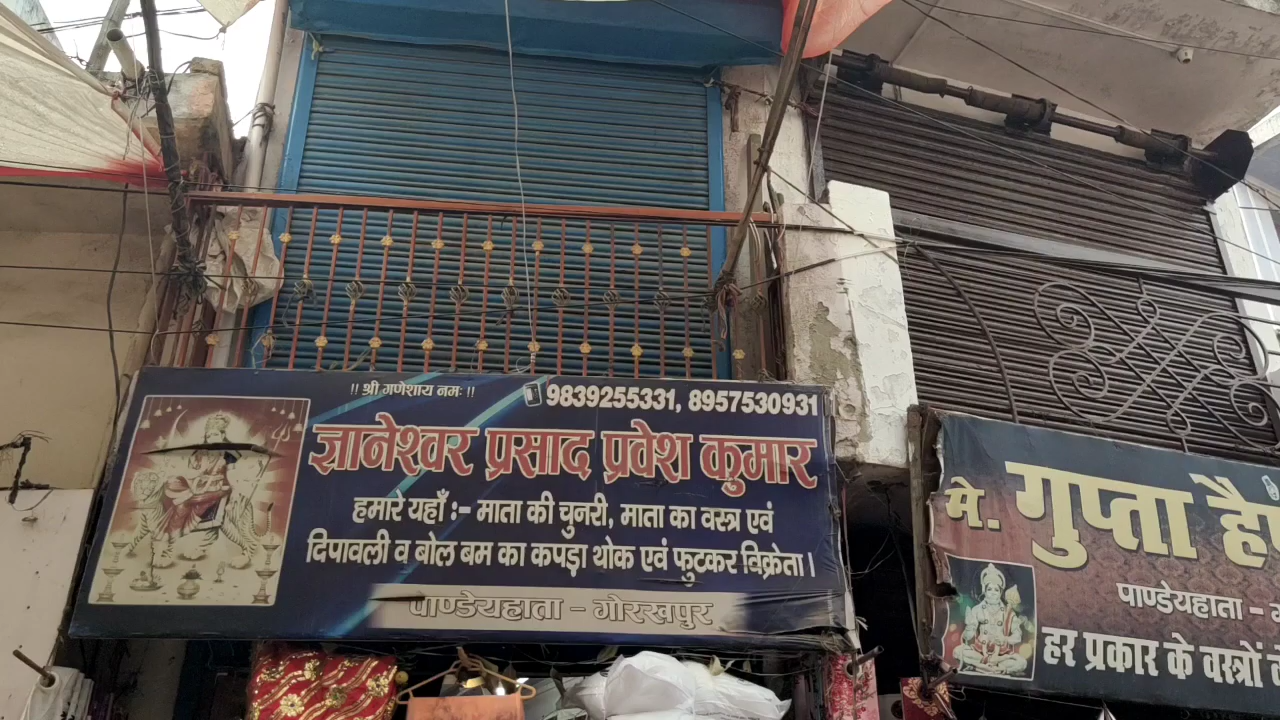 !! श्री गणेशाय नमः !!
9839255331, 8957530931
ज्ञानेश्वर प्रसाद प्रवेश कुमार
हमारे यहाँ :- माता की चुनरी, माता का वस्त्र एवं
दिपावली व बोल बम का कपड़ा थोक एवं फुटकर विक्रेता।
पाण्डेयहाता - गोरखपुर
मे. गुप्ता
पाण्डेयहाता -
हर प्रकार के वस्त्रों